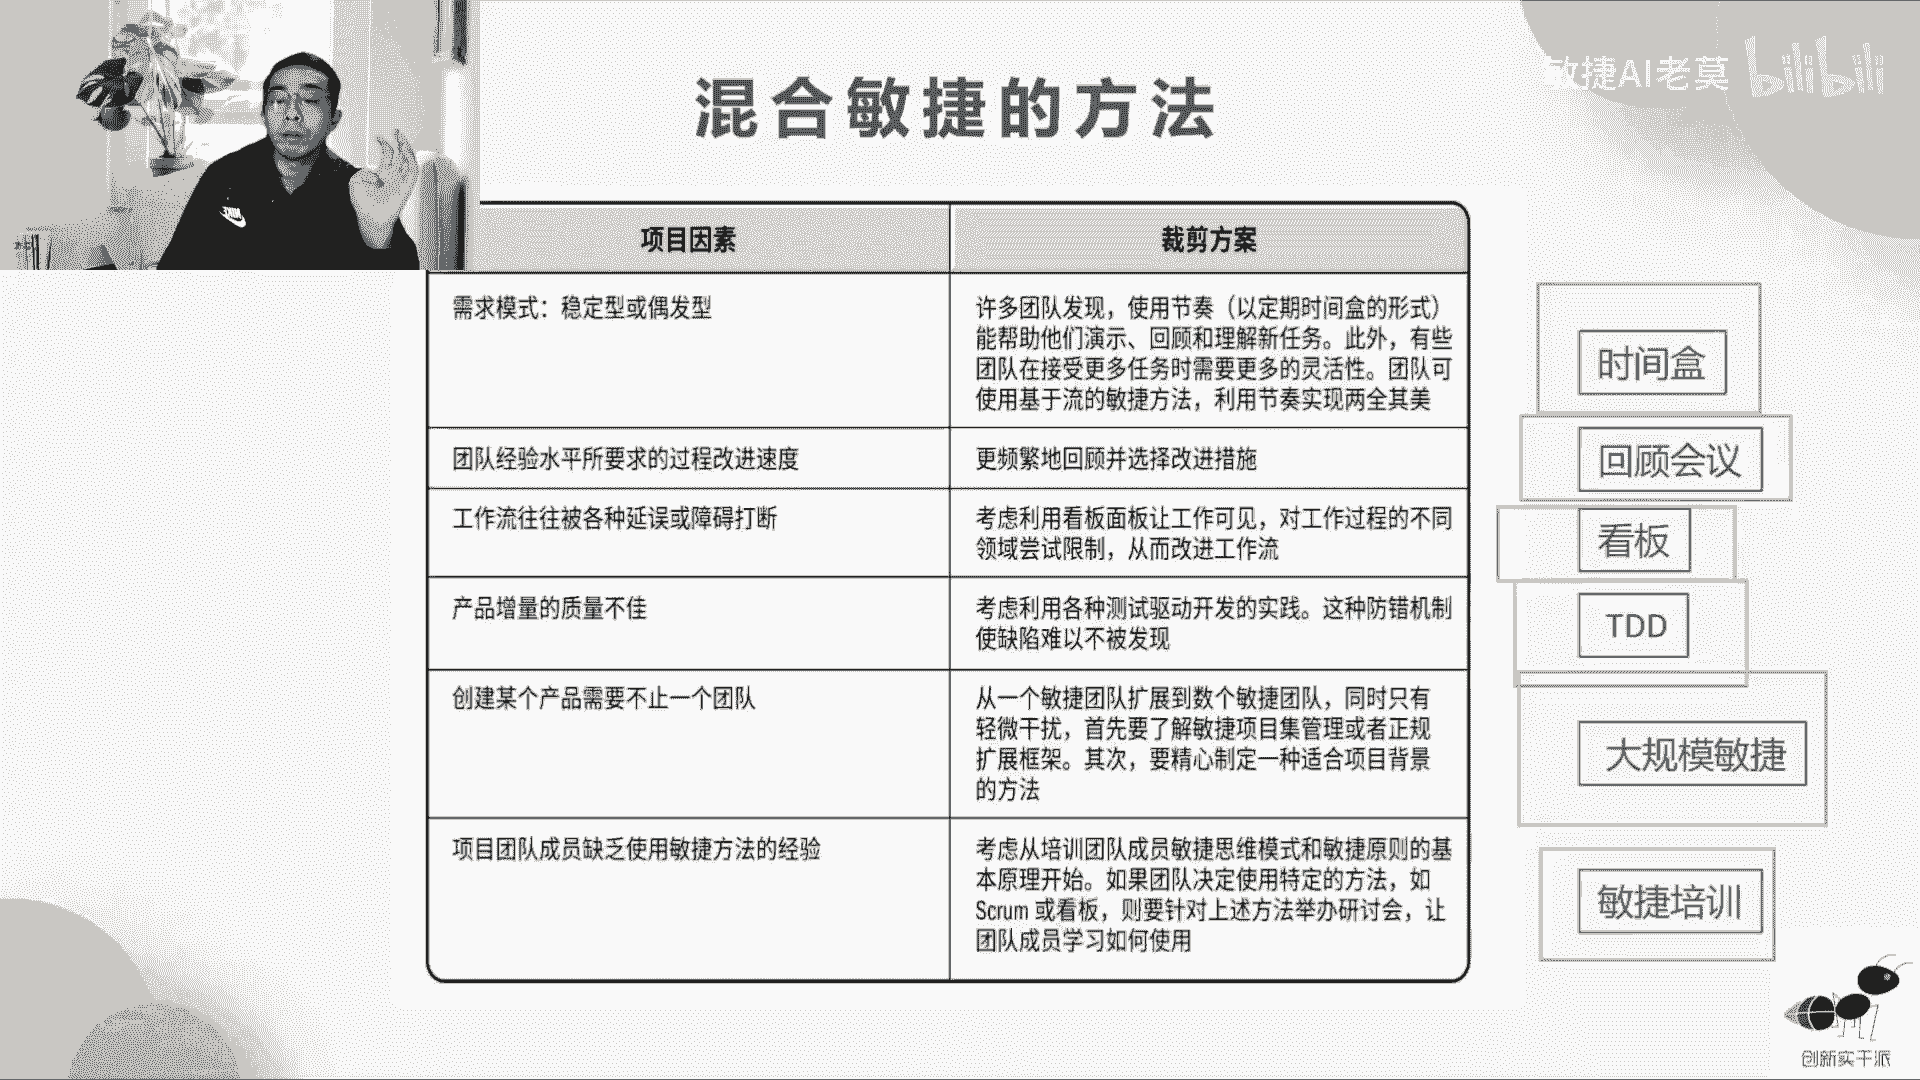 敏捷AI老莫 bilibili
混合敏捷的方法
项目因素
裁剪方案
需求模式：稳定型或偶发型
许多团队发现，使用节奏（以定期时间盒的形式）
能帮助他们演示、回顾和理解新任务。此外，有些
团队在接受更多任务时需要更多的灵活性。团队可
使用基于流的敏捷方法，利用节奏实现两全其美
时间盒
团队经验水平所要求的过程改进速度
更频繁地回顾并选择改进措施
回顾会议
工作流往往被各种延误或障碍打断
考虑利用看板面板让工作可见，对工作过程的不同
领域尝试限制，从而改进工作流
看板
产品增量的质量不佳
考虑利用各种测试驱动开发的实践。这种防错机制
使缺陷难以不被发现
TDD
创建某个产品需要不止一个团队
从一个敏捷团队扩展到数个敏捷团队，同时只有
轻微干扰，首先要了解敏捷项目集管理或者正规
扩展框架。其次，要精心制定一种适合项目背景
的方法
大规模敏捷
项目团队成员缺乏使用敏捷方法的经验
考虑从培训团队成员敏捷思维模式和敏捷原则的基
本原理开始。如果团队决定使用特定的方法，如
Scrum 或看板，则要针对上述方法举办研讨会，让
团队成员学习如何使用
敏捷培训
创新实干派